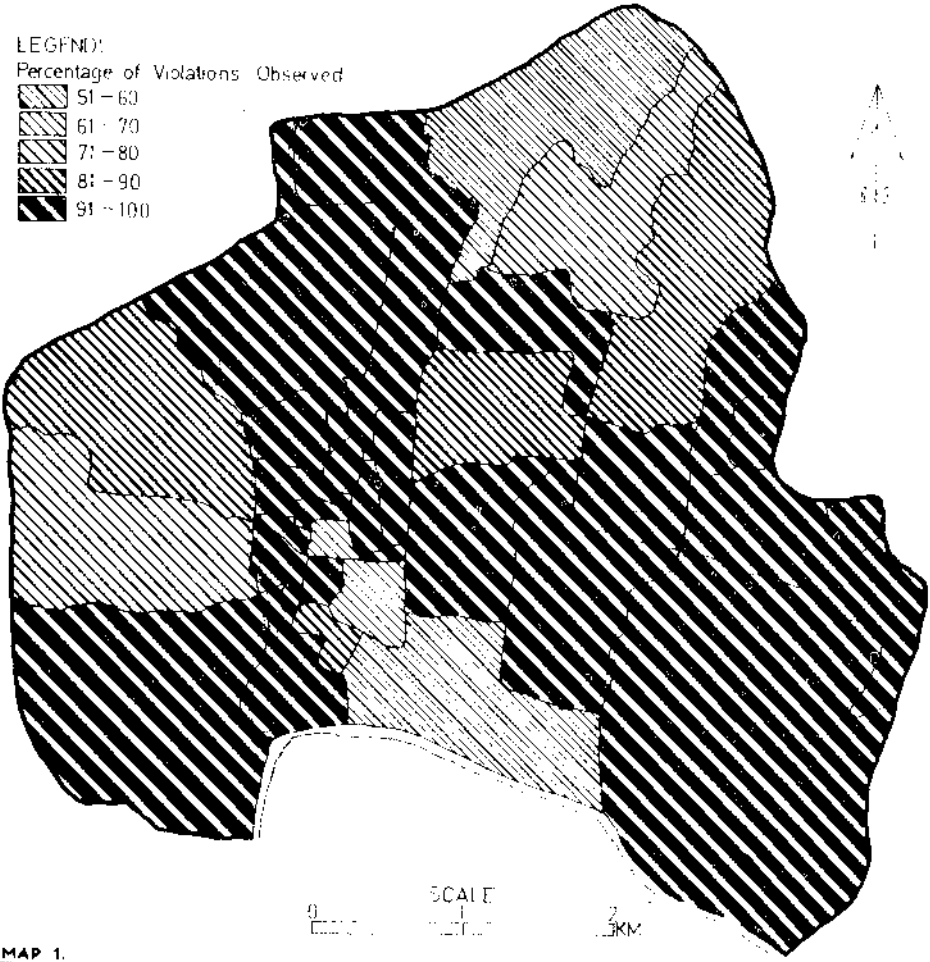 LEGEND:
Percentage of Violations Observed
51 – 60
61 – 70
71 – 80
81 – 90
91 – 100
SCALE
0 1 2
KM
MAP 1.